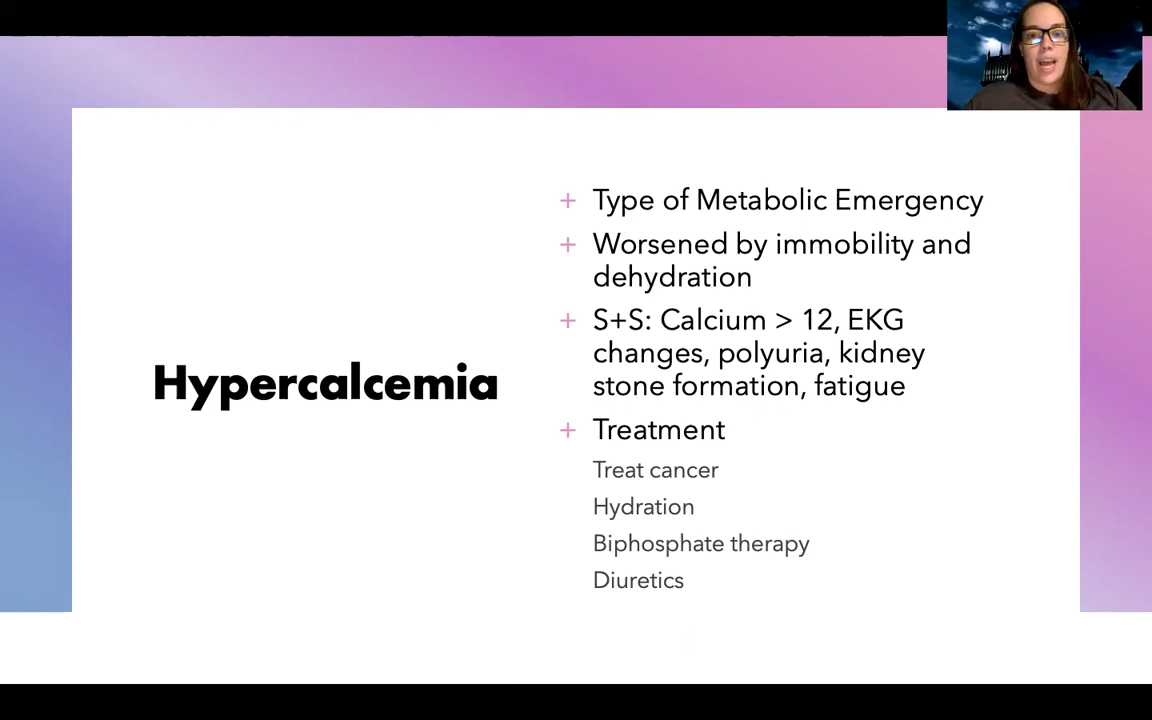 Hypercalcemia
+ Type of Metabolic Emergency
+ Worsened by immobility and
dehydration
+ S+S: Calcium > 12, EKG
changes, polyuria, kidney
stone formation, fatigue
+ Treatment
Treat cancer
Hydration
Biphosphate therapy
Diuretics